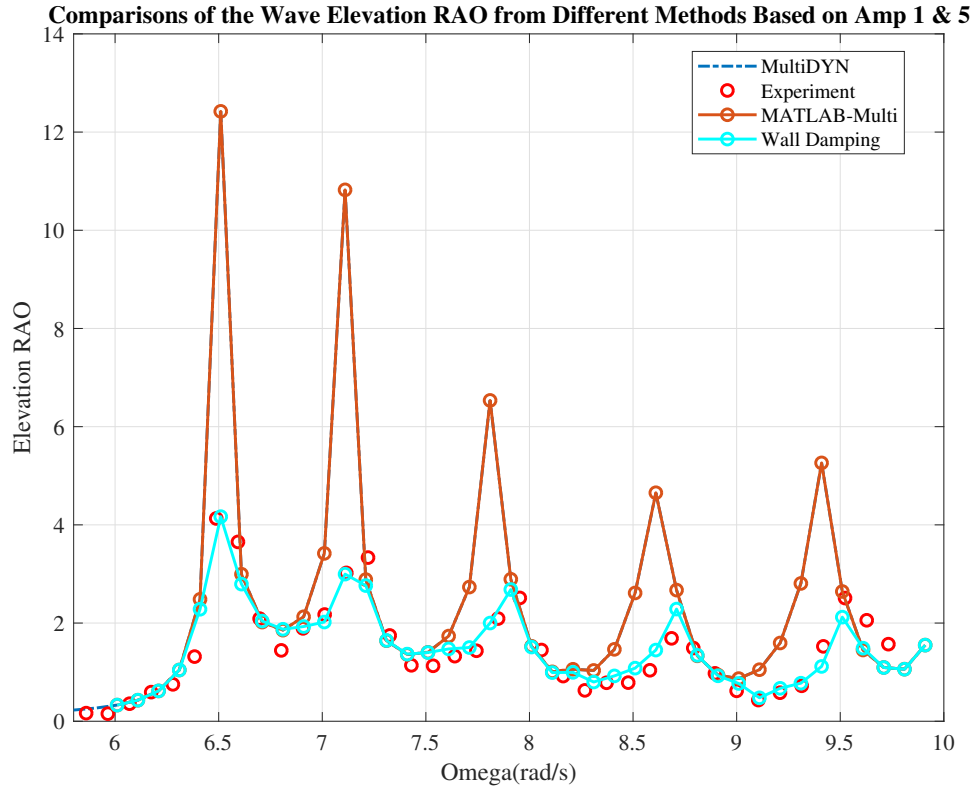 Comparisons of the Wave Elevation RAO from Different Methods Based on Amp 1 & 5
14
12
10
8
6
4
2
0
Elevation RAO
MultiDYN
Experiment
MATLAB-Multi
Wall Damping
6 6.5 7 7.5 8 8.5 9 9.5 10
Omega(rad/s)